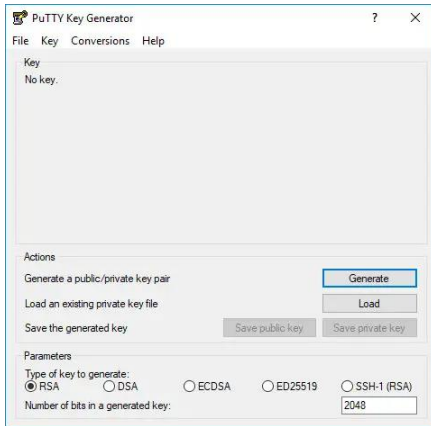 PuTTY Key Generator ? ×
File Key Conversions Help
Key
No key.
Actions
Generate a public/private key pair Generate
Load an existing private key file Load
Save the generated key Save public key Save private key
Parameters
Type of key to generate:
RSA DSA ECDSA ED25519 SSH-1 (RSA)
Number of bits in a generated key: 2048